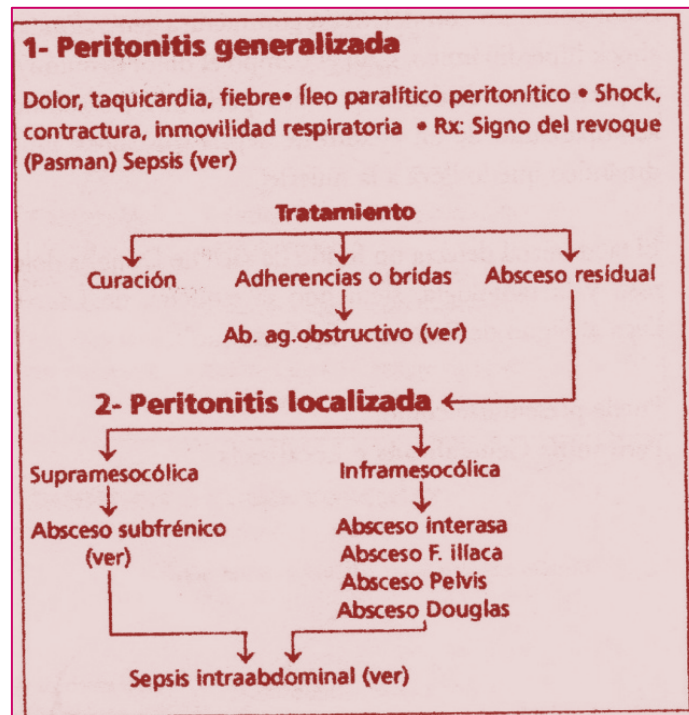 1- Peritonitis generalizada
Dolor, taquicardia, fiebre• Íleo paralítico peritonítico • Shock,
contractura, inmovilidad respiratoria • Rx: Signo del revoque
(Pasman) Sepsis (ver)
Tratamiento
Curación
Adherencias o bridas
Absceso residual
Ab. ag.obstructivo (ver)
2- Peritonitis localizada
Supramesocólica
Inframesocólica
Absceso subfrénico
(ver)
Absceso interasa
Absceso F. ilíaca
Absceso Pelvis
Absceso Douglas
Sepsis intraabdominal (ver)